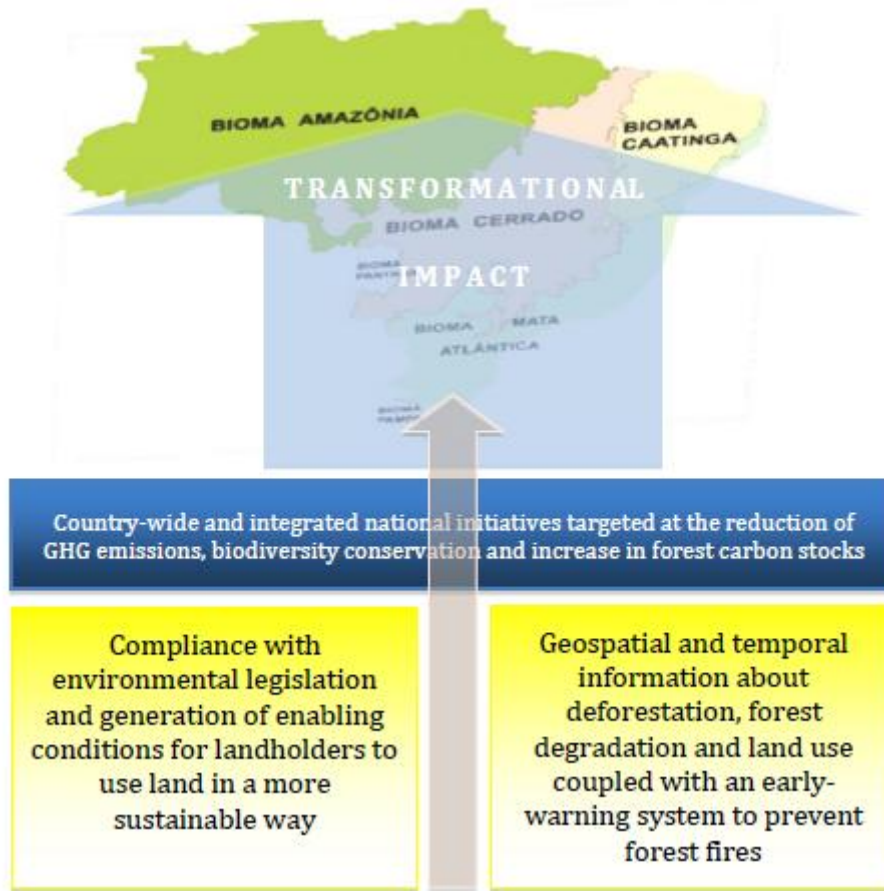 BIOMA AMAZÔNIA
BIOMA
CAATINGA
TRANSFORMATIONAL
BIOMA CERRADO
BIOMA
IMPACT
BIOMA MATA
ATLÂNTICA
BIOMA
Country-wide and integrated national initiatives targeted at the reduction of
GHG emissions, biodiversity conservation and increase in forest carbon stocks
Compliance with
environmental legislation
and generation of enabling
conditions for landholders to
use land in a more
sustainable way
Geospatial and temporal
information about
deforestation, forest
degradation and land use
coupled with an early-
warning system to prevent
forest fires